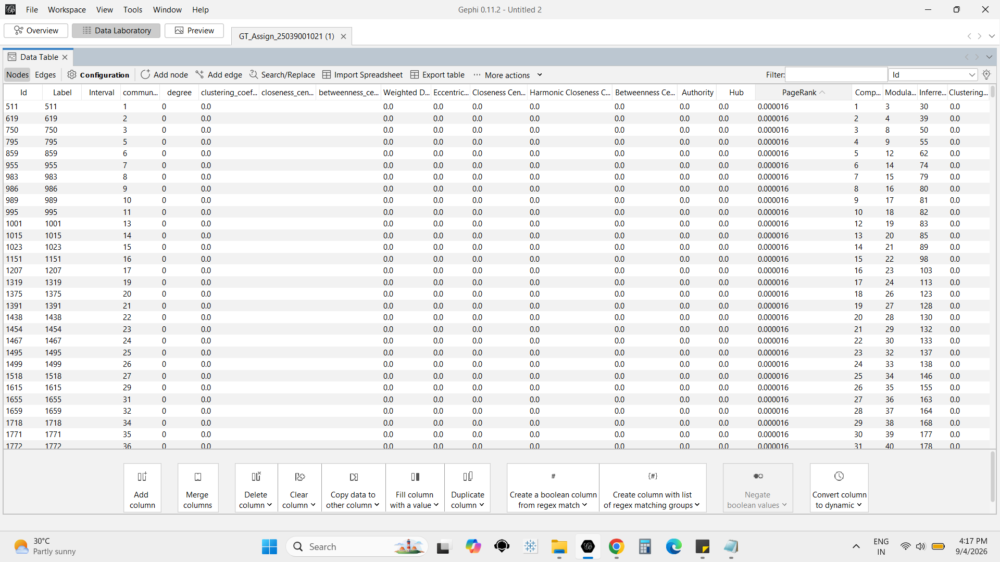 File Workspace View Tools Window Help Gephi 0.11.2 - Untitled 2
Overview Data Laboratory Preview GT_Assign_25039001021 (1)
Data Table
Nodes Edges Configuration Add node Add edge Search/Replace Import Spreadsheet Export table ··· More actions Filter: Id
Id Label Interval commun... degree clustering_coef... closeness_cen... betweenness_ce... Weighted D... Eccentric... Closeness Cen... Harmonic Closeness C... Betweenness Ce... Authority Hub PageRank Comp... Modula... Inferre... Clustering...
511 511 1 0 0.0 0.0 0.0 0.0 0.0 0.0 0.0 0.0 0.000016 1 3 30 0.0
619 619 2 0 0.0 0.0 0.0 0.0 0.0 0.0 0.0 0.0 0.000016 2 4 39 0.0
750 750 3 0 0.0 0.0 0.0 0.0 0.0 0.0 0.0 0.0 0.000016 3 8 50 0.0
795 795 5 0 0.0 0.0 0.0 0.0 0.0 0.0 0.0 0.0 0.000016 4 9 55 0.0
859 859 6 0 0.0 0.0 0.0 0.0 0.0 0.0 0.0 0.0 0.000016 5 12 62 0.0
955 955 7 0 0.0 0.0 0.0 0.0 0.0 0.0 0.0 0.0 0.000016 6 14 74 0.0
983 983 8 0 0.0 0.0 0.0 0.0 0.0 0.0 0.0 0.0 0.000016 7 15 79 0.0
986 986 9 0 0.0 0.0 0.0 0.0 0.0 0.0 0.0 0.0 0.000016 8 16 80 0.0
989 989 10 0 0.0 0.0 0.0 0.0 0.0 0.0 0.0 0.0 0.000016 9 17 81 0.0
995 995 11 0 0.0 0.0 0.0 0.0 0.0 0.0 0.0 0.0 0.000016 10 18 82 0.0
1001 1001 13 0 0.0 0.0 0.0 0.0 0.0 0.0 0.0 0.0 0.000016 12 19 83 0.0
1015 1015 14 0 0.0 0.0 0.0 0.0 0.0 0.0 0.0 0.0 0.000016 13 20 85 0.0
1023 1023 15 0 0.0 0.0 0.0 0.0 0.0 0.0 0.0 0.0 0.000016 14 21 89 0.0
1151 1151 16 0 0.0 0.0 0.0 0.0 0.0 0.0 0.0 0.0 0.000016 15 22 98 0.0
1207 1207 17 0 0.0 0.0 0.0 0.0 0.0 0.0 0.0 0.0 0.000016 16 23 103 0.0
1319 1319 19 0 0.0 0.0 0.0 0.0 0.0 0.0 0.0 0.0 0.000016 17 24 113 0.0
1375 1375 20 0 0.0 0.0 0.0 0.0 0.0 0.0 0.0 0.0 0.000016 18 26 123 0.0
1391 1391 21 0 0.0 0.0 0.0 0.0 0.0 0.0 0.0 0.0 0.000016 19 27 128 0.0
1438 1438 22 0 0.0 0.0 0.0 0.0 0.0 0.0 0.0 0.0 0.000016 20 28 130 0.0
1454 1454 23 0 0.0 0.0 0.0 0.0 0.0 0.0 0.0 0.0 0.000016 21 29 132 0.0
1467 1467 24 0 0.0 0.0 0.0 0.0 0.0 0.0 0.0 0.0 0.000016 22 30 133 0.0
1495 1495 25 0 0.0 0.0 0.0 0.0 0.0 0.0 0.0 0.0 0.000016 23 32 137 0.0
1499 1499 26 0 0.0 0.0 0.0 0.0 0.0 0.0 0.0 0.0 0.000016 24 33 138 0.0
1518 1518 27 0 0.0 0.0 0.0 0.0 0.0 0.0 0.0 0.0 0.000016 25 34 146 0.0
1615 1615 29 0 0.0 0.0 0.0 0.0 0.0 0.0 0.0 0.0 0.000016 26 35 155 0.0
1655 1655 31 0 0.0 0.0 0.0 0.0 0.0 0.0 0.0 0.0 0.000016 27 36 163 0.0
1659 1659 32 0 0.0 0.0 0.0 0.0 0.0 0.0 0.0 0.0 0.000016 28 37 164 0.0
1718 1718 34 0 0.0 0.0 0.0 0.0 0.0 0.0 0.0 0.0 0.000016 29 38 168 0.0
1771 1771 35 0 0.0 0.0 0.0 0.0 0.0 0.0 0.0 0.0 0.000016 30 39 177 0.0
1772 1772 36 0 0.0 0.0 0.0 0.0 0.0 0.0 0.0 0.0 0.000016 31 40 178 0.0
Add column
Merge columns
Delete column
Clear column
Copy data to other column
Fill column with a value
Duplicate column
# Create a boolean column from regex match
{#} Create column with list of regex matching groups
Negate boolean values
Convert column to dynamic
30°C
Partly sunny
Search
ENG
IN
4:17 PM
9/4/2026